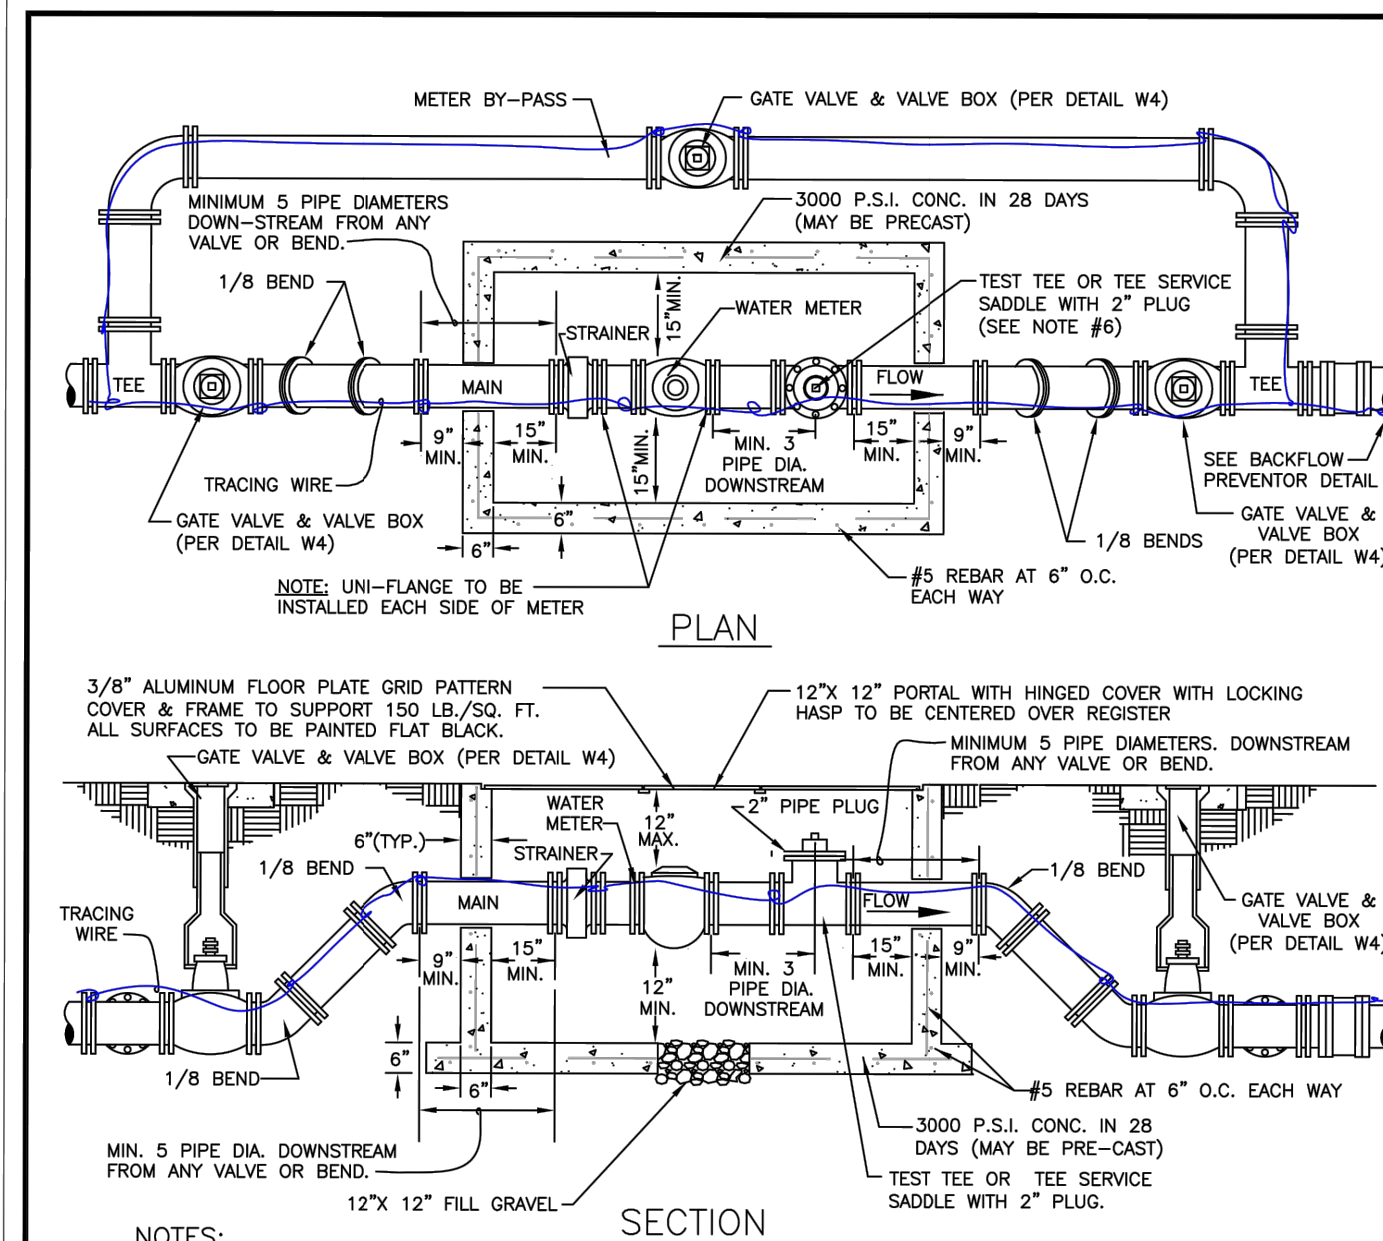 METER BY-PASS
GATE VALVE & VALVE BOX (PER DETAIL W4)
MINIMUM 5 PIPE DIAMETERS
DOWN-STREAM FROM ANY
VALVE OR BEND.
3000 P.S.I. CONC. IN 28 DAYS
(MAY BE PRECAST)
1/8 BEND
15"MIN.
WATER METER
TEST TEE OR TEE SERVICE
SADDLE WITH 2" PLUG
(SEE NOTE #6)
STRAINER
TEE
MAIN
FLOW
TEE
9"
MIN.
15"
MIN.
15"MIN.
MIN. 3
PIPE DIA.
DOWNSTREAM
15"
MIN.
9"
MIN.
TRACING WIRE
SEE BACKFLOW
PREVENTOR DETAIL
GATE VALVE & VALVE BOX
(PER DETAIL W4)
6"
6"
1/8 BENDS
GATE VALVE &
VALVE BOX
(PER DETAIL W4)
NOTE: UNI-FLANGE TO BE
INSTALLED EACH SIDE OF METER
#5 REBAR AT 6" O.C.
EACH WAY
PLAN
3/8" ALUMINUM FLOOR PLATE GRID PATTERN
COVER & FRAME TO SUPPORT 150 LB./SQ. FT.
ALL SURFACES TO BE PAINTED FLAT BLACK.
12"X 12" PORTAL WITH HINGED COVER WITH LOCKING
HASP TO BE CENTERED OVER REGISTER
GATE VALVE & VALVE BOX (PER DETAIL W4)
MINIMUM 5 PIPE DIAMETERS. DOWNSTREAM
FROM ANY VALVE OR BEND.
WATER
METER
12"
MAX.
2" PIPE PLUG
6"(TYP.)
STRAINER
1/8 BEND
1/8 BEND
TRACING
WIRE
MAIN
FLOW
GATE VALVE &
VALVE BOX
(PER DETAIL W4)
9"
MIN.
15"
MIN.
12"
MIN.
MIN. 3
PIPE DIA.
DOWNSTREAM
15"
MIN.
9"
MIN.
6"
1/8 BEND
6"
#5 REBAR AT 6" O.C. EACH WAY
3000 P.S.I. CONC. IN 28
DAYS (MAY BE PRE-CAST)
MIN. 5 PIPE DIA. DOWNSTREAM
FROM ANY VALVE OR BEND.
TEST TEE OR TEE SERVICE
SADDLE WITH 2" PLUG.
12"X 12" FILL GRAVEL
SECTION
NOTES: